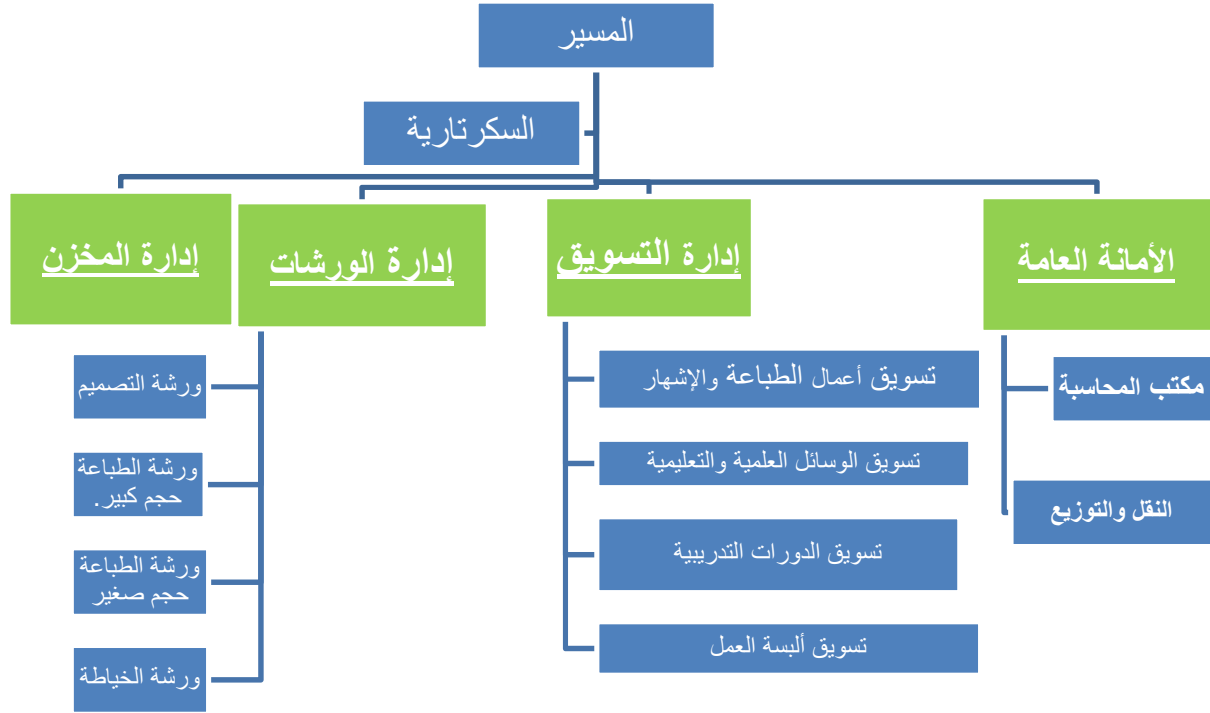 المسير
السكرتارية
الأمانة العامة
مكتب المحاسبة
النقل والتوزيع
إدارة التسويق
تسويق أعمال الطباعة والإشهار
تسويق الوسائل العلمية والتعليمية
تسويق الدورات التدريبية
تسويق ألبسة العمل
إدارة الورشات
ورشة التصميم
ورشة الطباعة
حجم كبير.
ورشة الطباعة
حجم صغير
ورشة الخياطة
إدارة المخزن